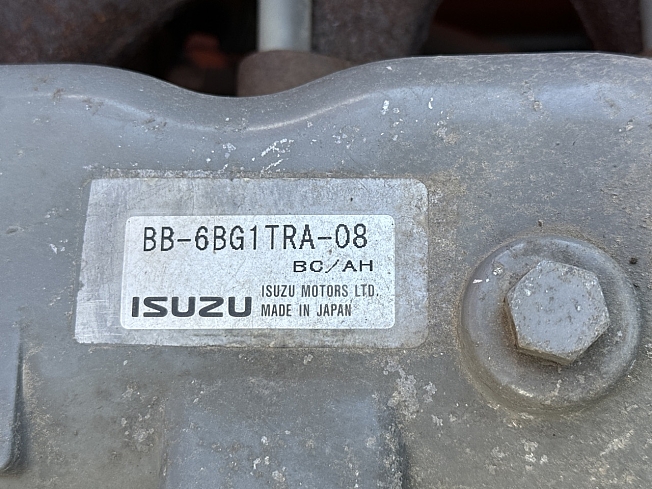 BB-6BG1TRA-08
BC/AH
ISUZU
ISUZU MOTORS LTD.
MADE IN JAPAN